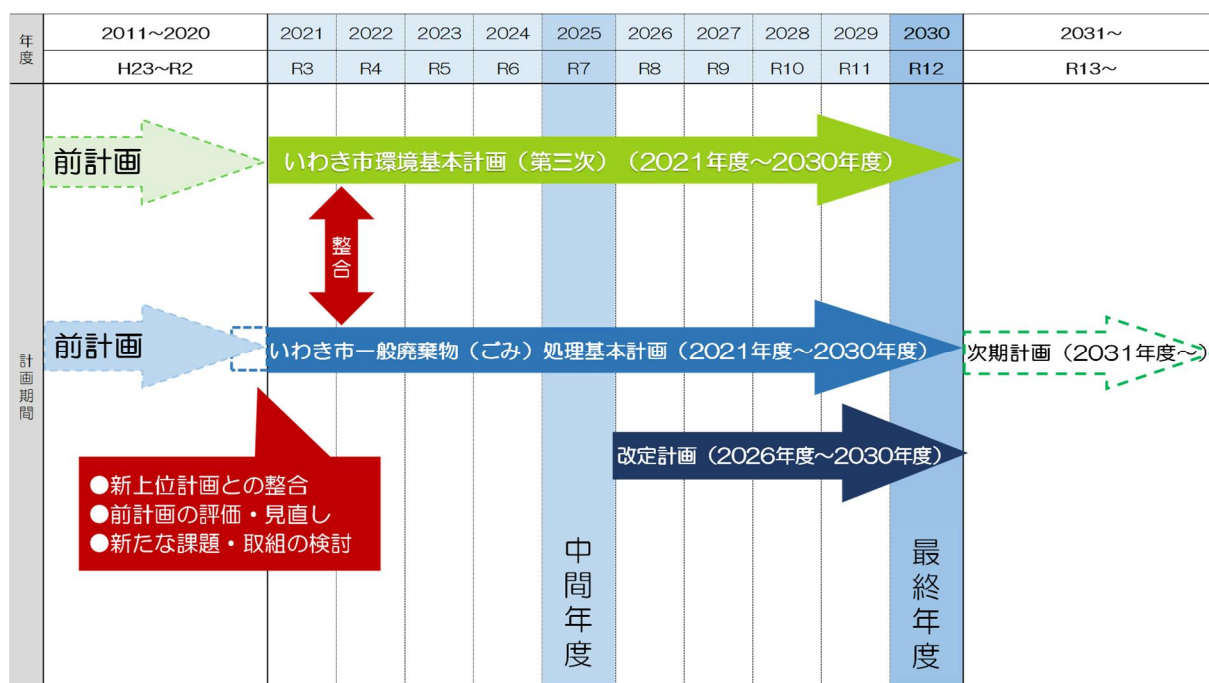 年度
2011～2020 2021 2022 2023 2024 2025 2026 2027 2028 2029 2030 2031～
H23～R2 R3 R4 R5 R6 R7 R8 R9 R10 R11 R12 R13～
計画期間
前計画
いわき市環境基本計画（第三次）（2021年度～2030年度）
整合
前計画
いわき市一般廃棄物（ごみ）処理基本計画（2021年度～2030年度）
次期計画（2031年度～）
改定計画（2026年度～2030年度）
●新上位計画との整合
●前計画の評価・見直し
●新たな課題・取組の検討
中間年度
最終年度